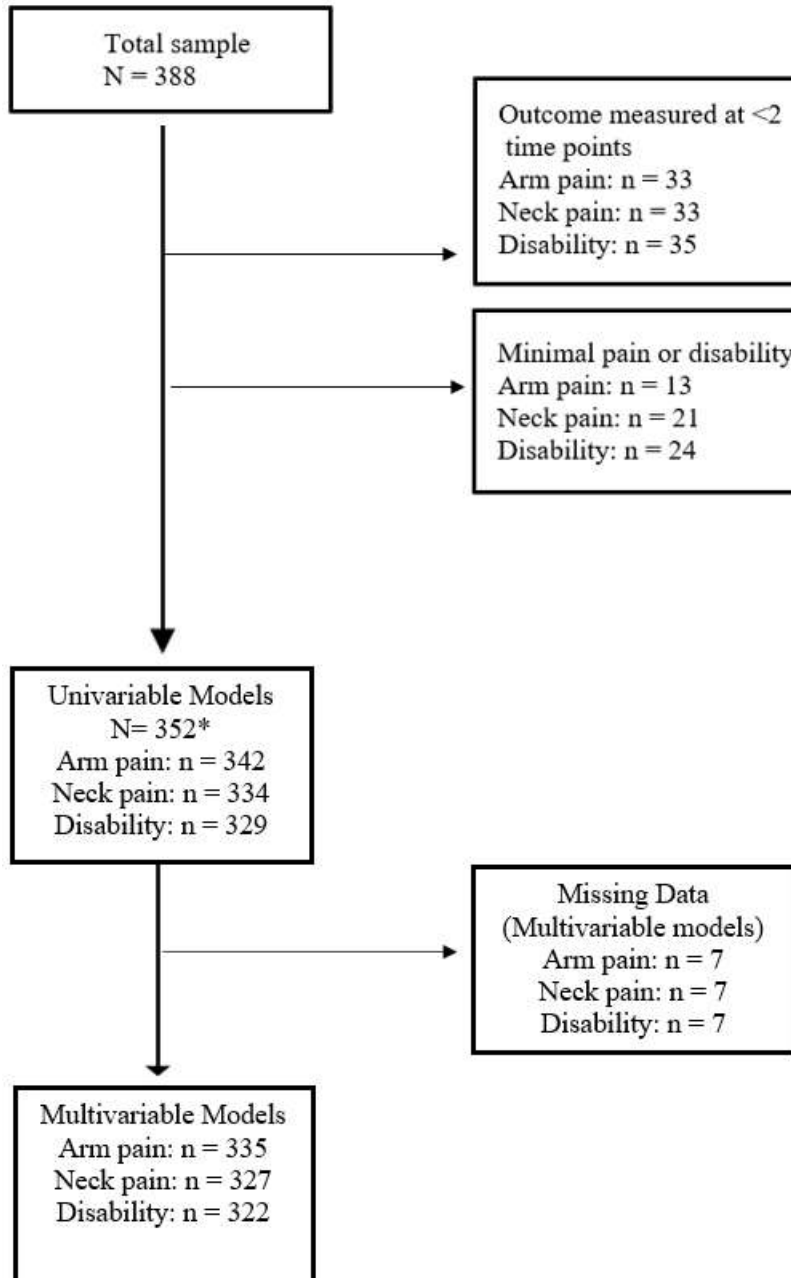 Total sample
N = 388
Outcome measured at <2
time points
Arm pain: n = 33
Neck pain: n = 33
Disability: n = 35
Minimal pain or disability
Arm pain: n = 13
Neck pain: n = 21
Disability: n = 24
Univariable Models
N= 352*
Arm pain: n = 342
Neck pain: n = 334
Disability: n = 329
Missing Data
(Multivariable models)
Arm pain: n = 7
Neck pain: n = 7
Disability: n = 7
Multivariable Models
Arm pain: n = 335
Neck pain: n = 327
Disability: n = 322